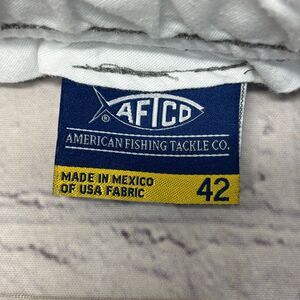 AFTCO
®
AMERICAN FISHING TACKLE CO.
MADE IN MEXICO
OF USA FABRIC
42